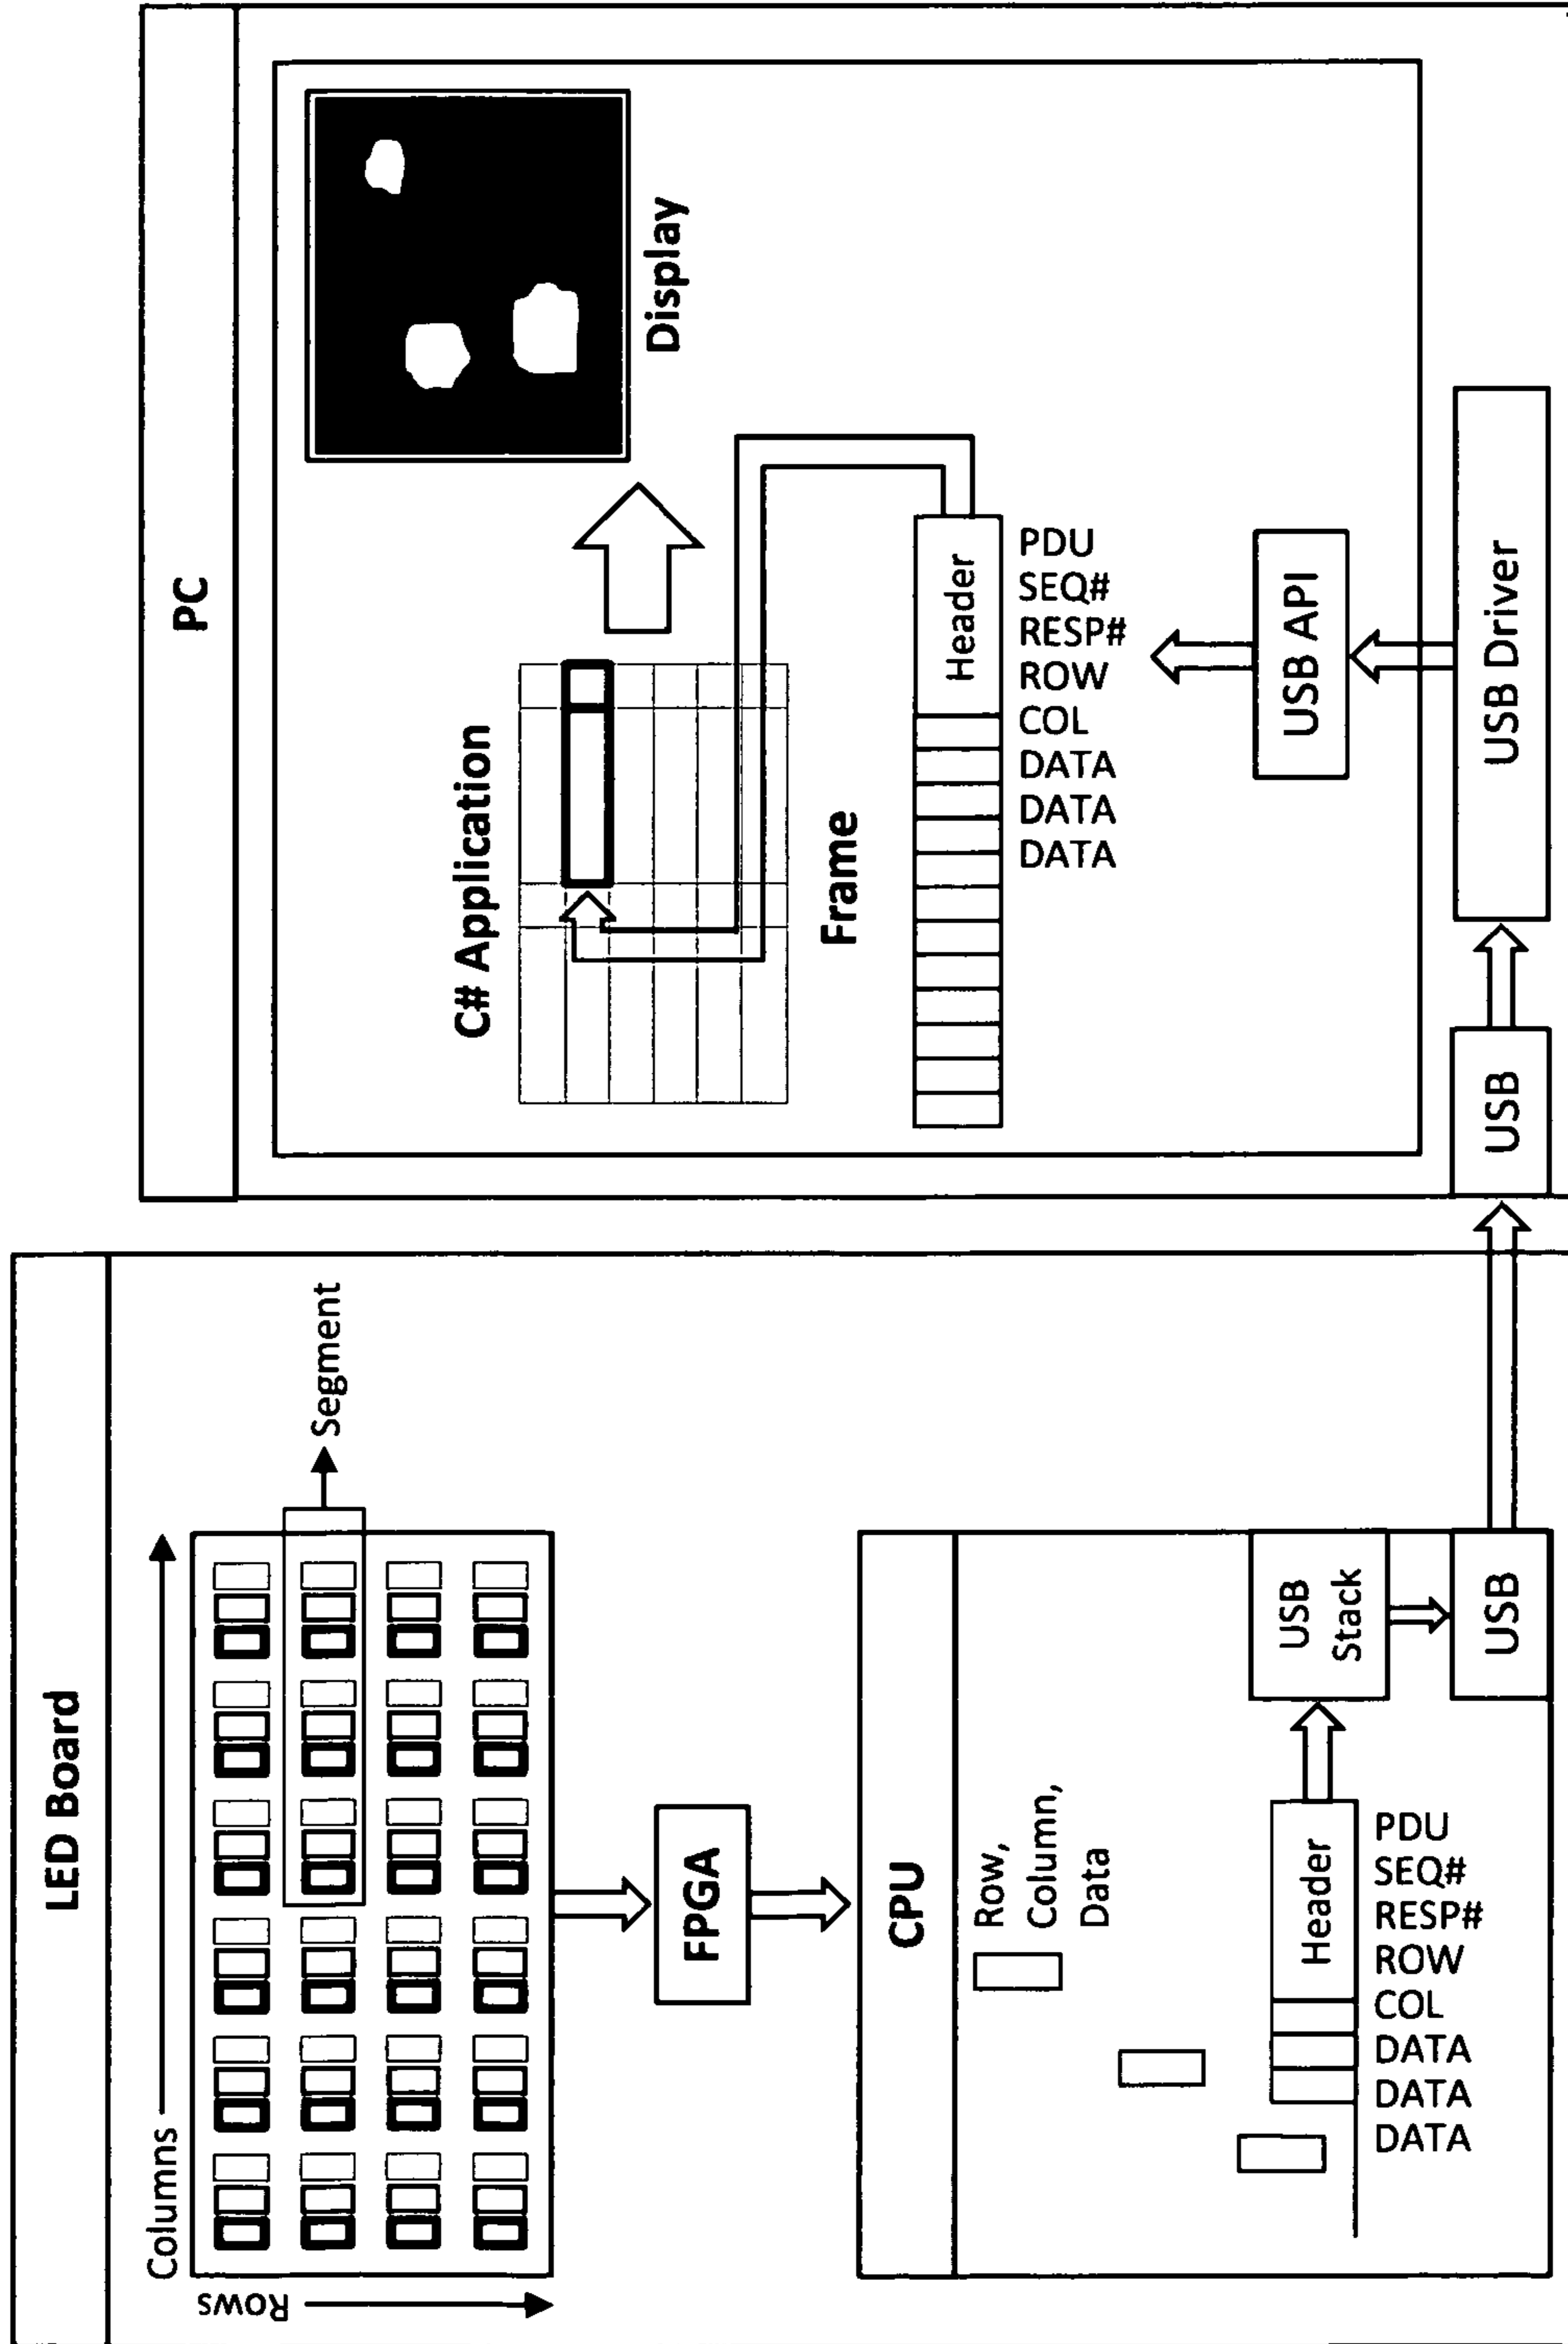 LED Board
Columns
Rows
Segment
FPGA
CPU
Row,
Column,
Data
Header
PDU
SEQ#
RESP#
ROW
COL
DATA
DATA
DATA
USB
Stack
USB
PC
C# Application
Display
Frame
Header
PDU
SEQ#
RESP#
ROW
COL
DATA
DATA
DATA
USB API
USB
USB Driver